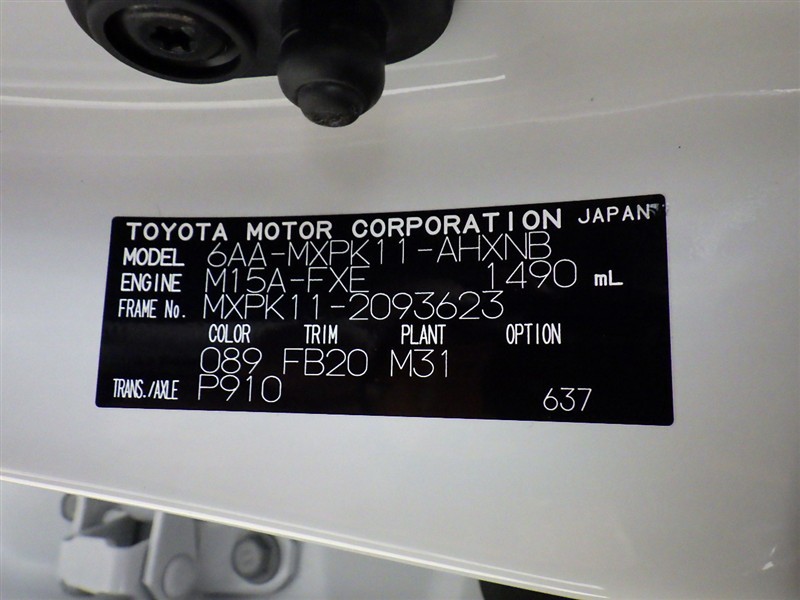 TOYOTA MOTOR CORPORATION JAPAN
MODEL 6AA-MXPK11-AHXNB
ENGINE M15A-FXE 1490 mL
FRAME No. MXPK11-2093623
COLOR TRIM PLANT OPTION
089 FB20 M31
TRANS./AXLE P910 637